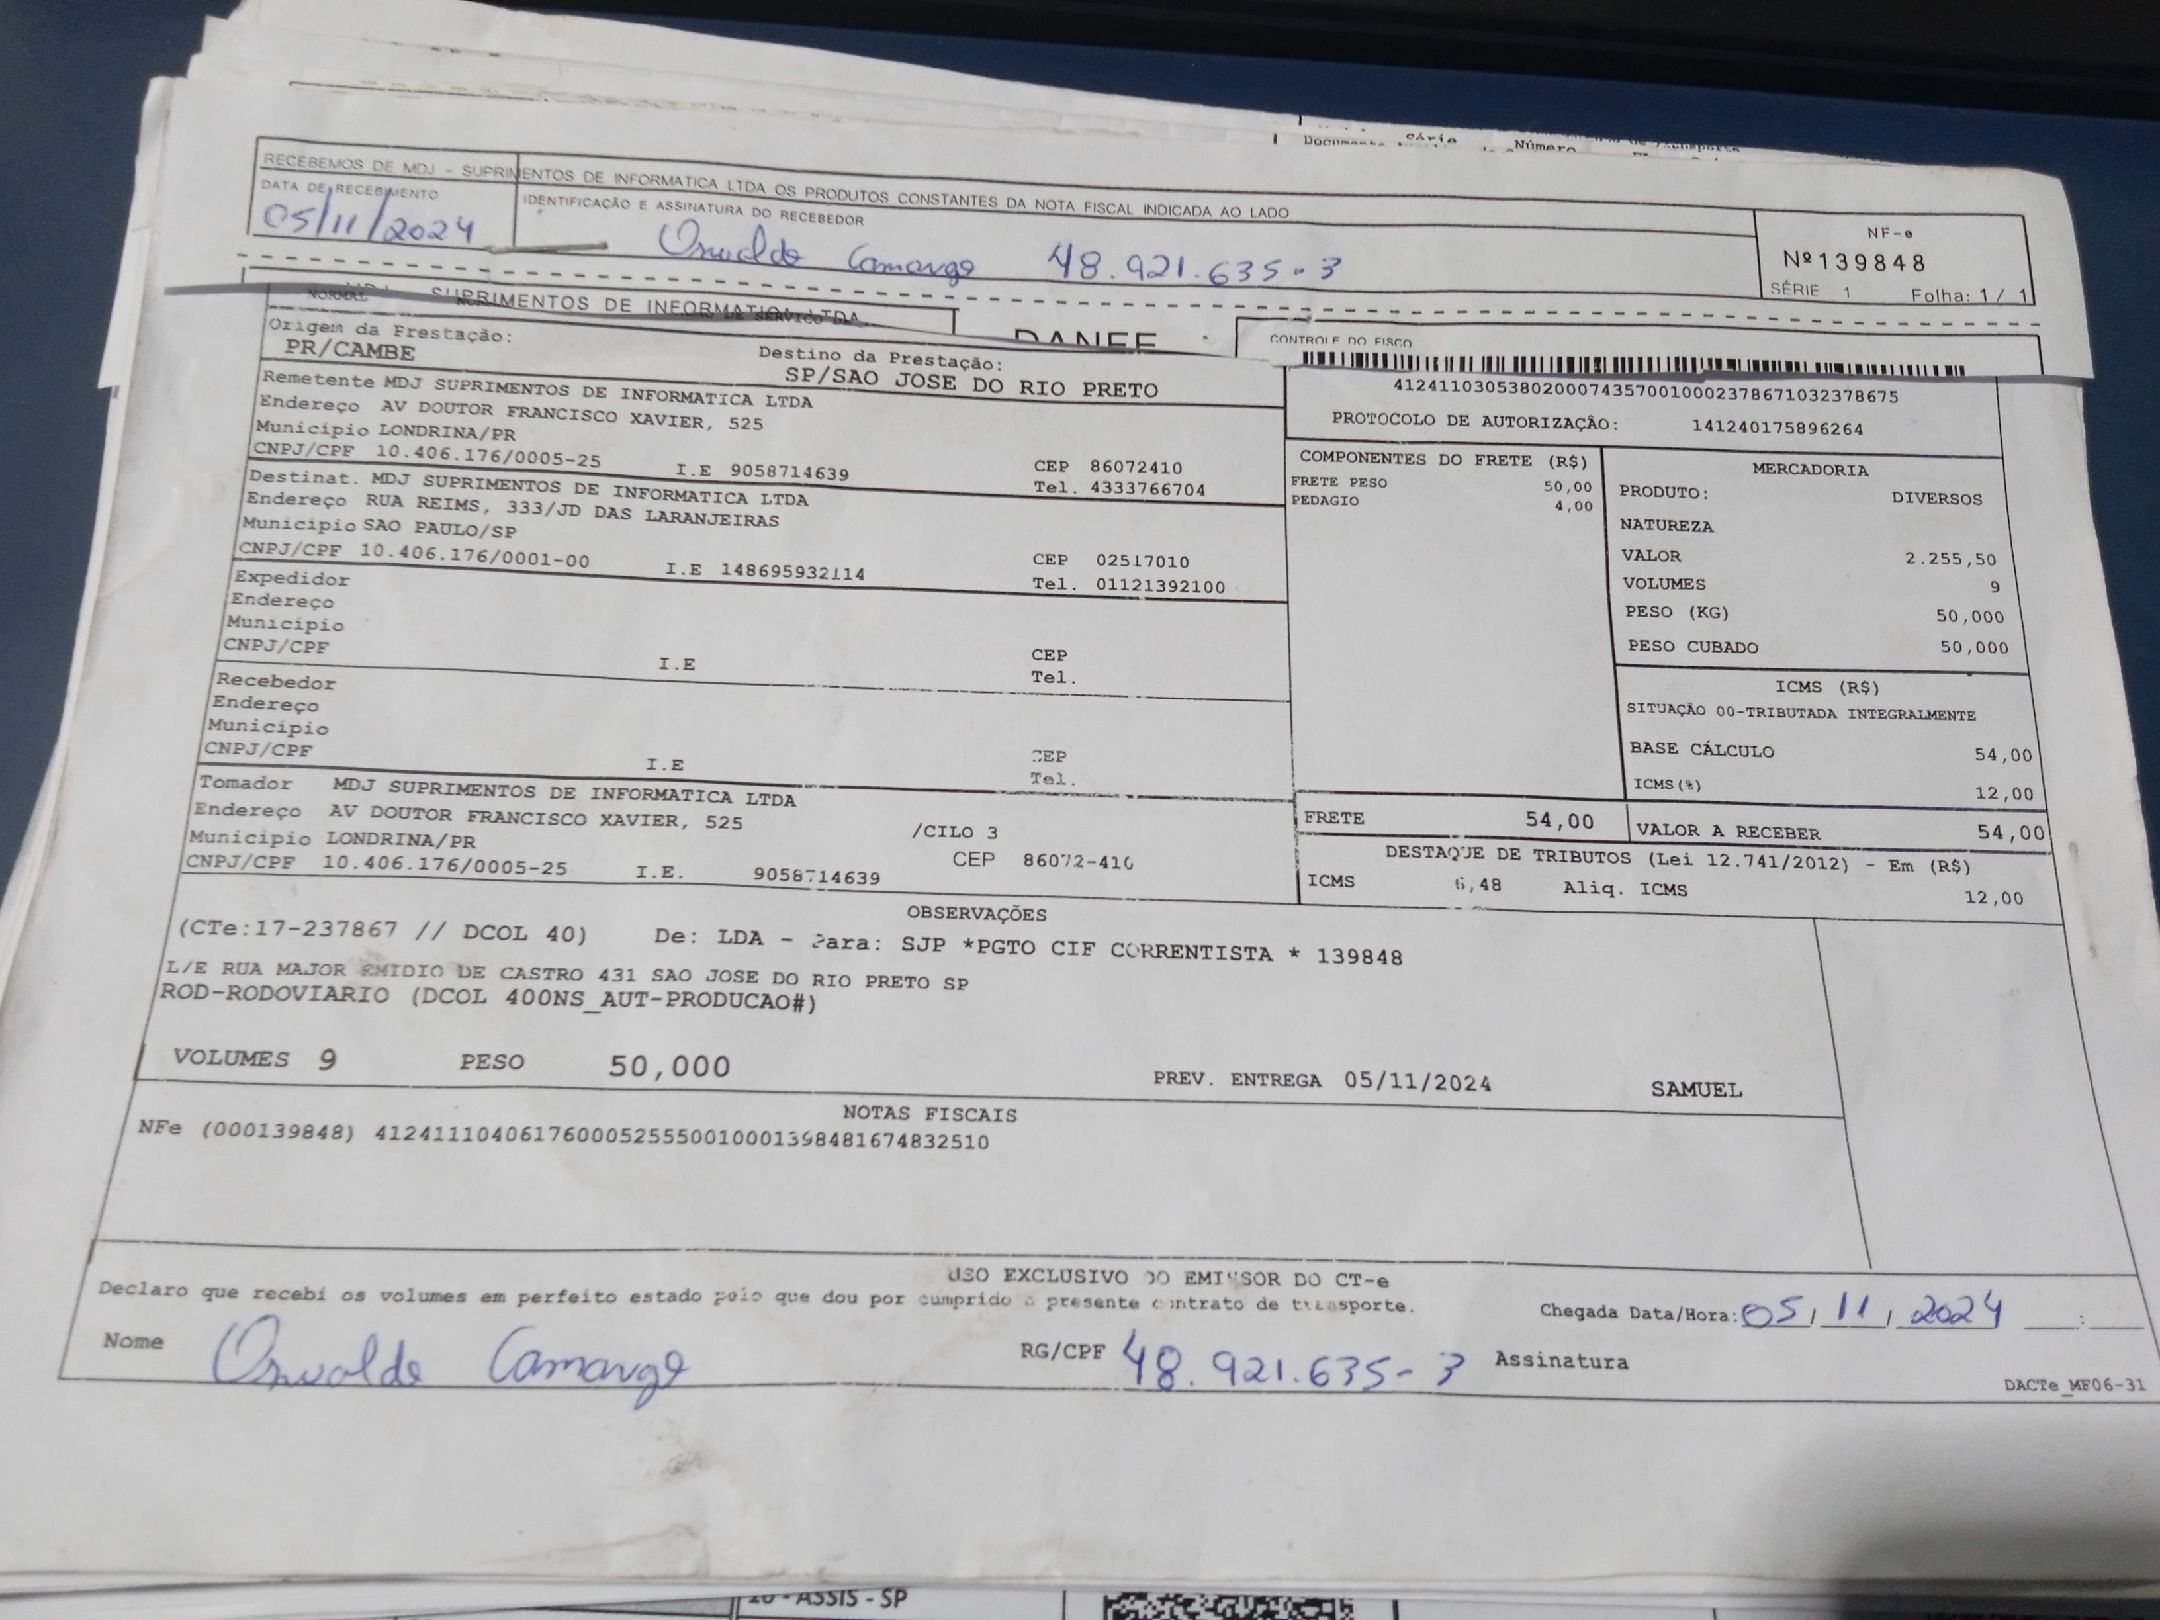 Documento
Série
Número
RECEBEMOS DE MDJ - SUPRIMENTOS DE INFORMATICA LTDA OS PRODUTOS CONSTANTES DA NOTA FISCAL INDICADA AO LADO
DATA DE RECEBIMENTO
IDENTIFICAÇÃO E ASSINATURA DO RECEBEDOR
05/11/2024
Oswaldo Camargo 48.921.635-3
NF-e
Nº139848
SÉRIE 1 Folha: 1/ 1
NORMAL
SUPRIMENTOS DE INFORMATICA LTDA
DANFE
CONTROLE DO FISCO
Origem da Prestação:
PR/CAMBE
Destino da Prestação:
SP/SAO JOSE DO RIO PRETO
41241103053802000743570010002378671032378675
PROTOCOLO DE AUTORIZAÇÃO: 141240175896264
Remetente MDJ SUPRIMENTOS DE INFORMATICA LTDA
Endereço AV DOUTOR FRANCISCO XAVIER, 525
Município LONDRINA/PR
CNPJ/CPF 10.406.176/0005-25 I.E 9058714639
CEP 86072410
Tel. 4333766704
Destinat. MDJ SUPRIMENTOS DE INFORMATICA LTDA
Endereço RUA REIMS, 333/JD DAS LARANJEIRAS
Município SAO PAULO/SP
CNPJ/CPF 10.406.176/0001-00 I.E 148695932114
CEP 02517010
Tel. 01121392100
Expedidor
Endereço
Município
CNPJ/CPF I.E
CEP
Tel.
Recebedor
Endereço
Município
CNPJ/CPF I.E
CEP
Tel.
Tomador MDJ SUPRIMENTOS DE INFORMATICA LTDA
Endereço AV DOUTOR FRANCISCO XAVIER, 525 /CILO 3
Município LONDRINA/PR CEP 86072-410
CNPJ/CPF 10.406.176/0005-25 I.E. 9058714639
COMPONENTES DO FRETE (R$)
FRETE PESO 50,00
PEDAGIO 4,00
MERCADORIA
PRODUTO: DIVERSOS
NATUREZA
VALOR 2.255,50
VOLUMES 9
PESO (KG) 50,000
PESO CUBADO 50,000
ICMS (R$)
SITUAÇÃO 00-TRIBUTADA INTEGRALMENTE
BASE CÁLCULO 54,00
ICMS(%) 12,00
FRETE 54,00 VALOR A RECEBER 54,00
DESTAQUE DE TRIBUTOS (Lei 12.741/2012) - Em (R$)
ICMS 6,48 Aliq. ICMS 12,00
OBSERVAÇÕES
(CTe:17-237867 // DCOL 40) De: LDA - Para: SJP *PGTO CIF CORRENTISTA * 139848
L/E RUA MAJOR EMIDIO DE CASTRO 431 SAO JOSE DO RIO PRETO SP
ROD-RODOVIARIO (DCOL 400NS_AUT-PRODUCAO#)
VOLUMES 9 PESO 50,000 PREV. ENTREGA 05/11/2024 SAMUEL
NOTAS FISCAIS
NFe (000139848) 41241110406176000525550010001398481674832510
USO EXCLUSIVO DO EMISSOR DO CT-e
Declaro que recebi os volumes em perfeito estado pelo que dou por cumprido o presente contrato de transporte.
Chegada Data/Hora: 05/11/2024 __:__
Nome Oswaldo Camargo RG/CPF 48.921.635-3 Assinatura
DACTe_MF06-31
ASSIS - SP